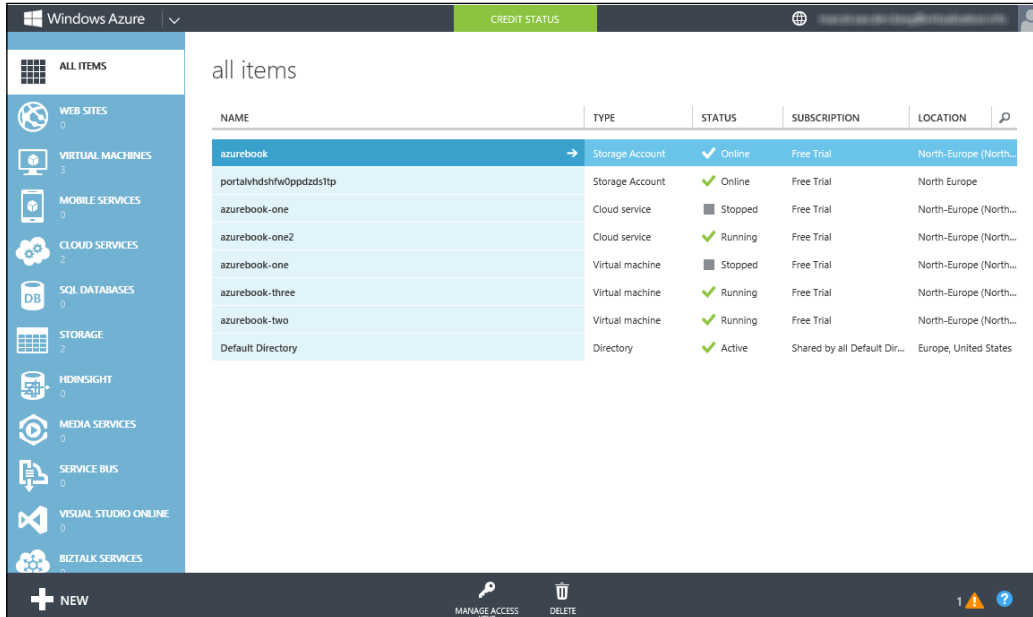 Windows Azure
CREDIT STATUS
ALL ITEMS
WEB SITES
0
VIRTUAL MACHINES
3
MOBILE SERVICES
0
CLOUD SERVICES
2
SQL DATABASES
0
DB
STORAGE
2
HDINSIGHT
0
MEDIA SERVICES
0
SERVICE BUS
0
VISUAL STUDIO ONLINE
0
BIZTALK SERVICES
all items
NAME TYPE STATUS SUBSCRIPTION LOCATION
azurebook Storage Account Online Free Trial North-Europe (North...
portalvhdshfw0ppdzds1tp Storage Account Online Free Trial North Europe
azurebook-one Cloud service Stopped Free Trial North-Europe (North...
azurebook-one2 Cloud service Running Free Trial North-Europe (North...
azurebook-one Virtual machine Stopped Free Trial North-Europe (North...
azurebook-three Virtual machine Running Free Trial North-Europe (North...
azurebook-two Virtual machine Running Free Trial North-Europe (North...
Default Directory Directory Active Shared by all Default Dir... Europe, United States
NEW
MANAGE ACCESS
DELETE
1
?